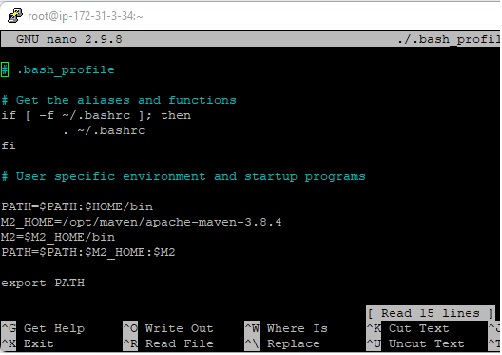 root@ip-172-31-3-34:~
GNU nano 2.9.8 ./.bash_profil
# .bash_profile
# Get the aliases and functions
if [ -f ~/.bashrc ]; then
. ~/.bashrc
fi
# User specific environment and startup programs
PATH=$PATH:$HOME/bin
M2_HOME=/opt/maven/apache-maven-3.8.4
M2=$M2_HOME/bin
PATH=$PATH:$M2_HOME:$M2
export PATH
[ Read 15 lines ]
^G Get Help ^O Write Out ^W Where Is ^K Cut Text ^J
^X Exit ^R Read File ^\ Replace ^U Uncut Text ^T